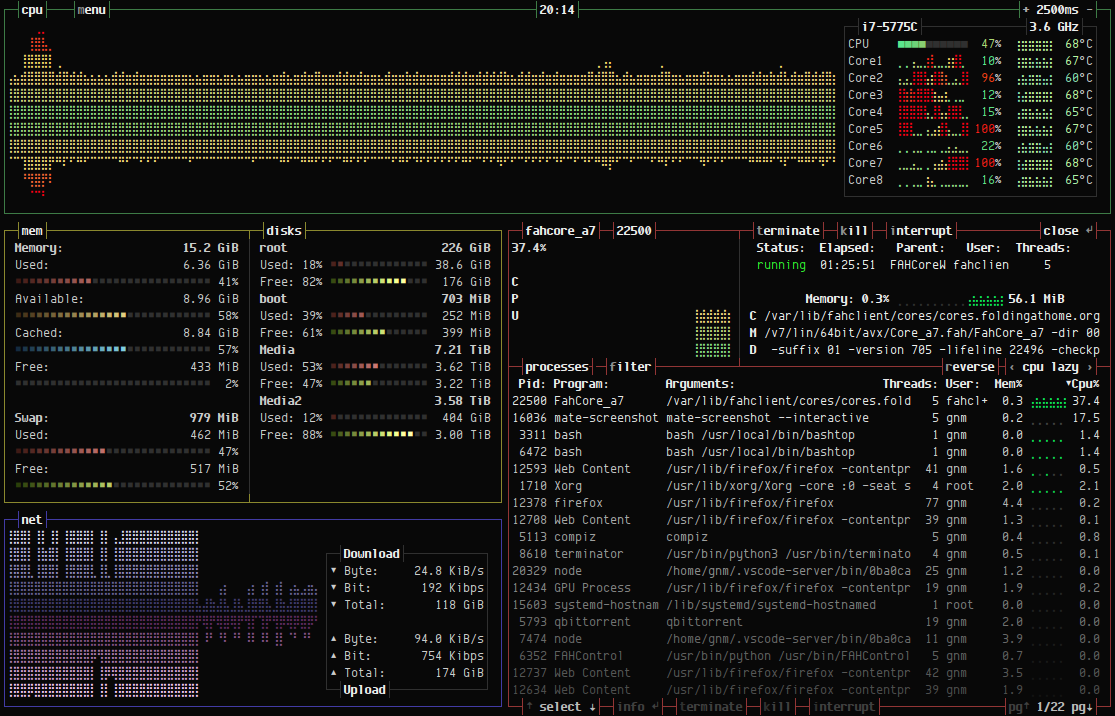 cpu menu 20:14 + 2500ms -
i7-5775C 3.6 GHz
CPU 47% 68°C
Core1 10% 67°C
Core2 96% 60°C
Core3 12% 68°C
Core4 15% 65°C
Core5 100% 67°C
Core6 22% 60°C
Core7 100% 68°C
Core8 16% 65°C
mem
Memory: 15.2 GiB
Used: 6.36 GiB
41%
Available: 8.96 GiB
58%
Cached: 8.84 GiB
57%
Free: 433 MiB
2%
Swap: 979 MiB
Used: 462 MiB
47%
Free: 517 MiB
52%
disks
root 226 GiB
Used: 18% 38.6 GiB
Free: 82% 176 GiB
boot 703 MiB
Used: 39% 252 MiB
Free: 61% 399 MiB
Media 7.21 TiB
Used: 53% 3.62 TiB
Free: 47% 3.22 TiB
Media2 3.58 TiB
Used: 12% 404 GiB
Free: 88% 3.00 TiB
net
Download
▼ Byte: 24.8 KiB/s
▼ Bit: 192 Kibps
▼ Total: 118 GiB
▲ Byte: 94.0 KiB/s
▲ Bit: 754 Kibps
▲ Total: 174 GiB
Upload
fahcore_a7 22500 terminate kill interrupt close ↲
37.4%
C
P
U
Status: Elapsed: Parent: User: Threads:
running 01:25:51 FAHCoreW fahclien 5
Memory: 0.3% 56.1 MiB
C /var/lib/fahclient/cores/cores.foldingathome.org
M /v7/lin/64bit/avx/Core_a7.fah/FahCore_a7 -dir 00
D -suffix 01 -version 705 -lifeline 22496 -checkp
processes filter reverse ‹ cpu lazy ›
Pid: Program: Arguments: Threads: User: Mem% ▼Cpu%
22500 FahCore_a7 /var/lib/fahclient/cores/cores.fold 5 fahcl+ 0.3 37.4
16036 mate-screenshot mate-screenshot --interactive 5 gnm 0.2 17.5
3311 bash bash /usr/local/bin/bashtop 1 gnm 0.0 1.4
6472 bash bash /usr/local/bin/bashtop 1 gnm 0.0 1.4
12593 Web Content /usr/lib/firefox/firefox -contentpr 41 gnm 1.6 0.5
1710 Xorg /usr/lib/xorg/Xorg -core :0 -seat s 4 root 2.0 2.1
12378 firefox /usr/lib/firefox/firefox 77 gnm 4.4 0.2
12708 Web Content /usr/lib/firefox/firefox -contentpr 39 gnm 1.3 0.1
5113 compiz compiz 5 gnm 0.4 0.8
8610 terminator /usr/bin/python3 /usr/bin/terminato 4 gnm 0.5 0.1
20329 node /home/gnm/.vscode-server/bin/0ba0ca 25 gnm 1.2 0.0
12434 GPU Process /usr/lib/firefox/firefox -contentpr 19 gnm 1.9 0.2
15603 systemd-hostnam /lib/systemd/systemd-hostnamed 1 root 0.0 0.0
5793 qbittorrent qbittorrent 19 gnm 2.0 0.0
7474 node /home/gnm/.vscode-server/bin/0ba0ca 11 gnm 3.9 0.0
6352 FAHControl /usr/bin/python /usr/bin/FAHControl 5 gnm 0.7 0.0
12737 Web Content /usr/lib/firefox/firefox -contentpr 42 gnm 3.5 0.0
12634 Web Content /usr/lib/firefox/firefox -contentpr 39 gnm 1.9 0.0
↑ select ↓ info ↲ terminate kill interrupt pg↑ 1/22 pg↓